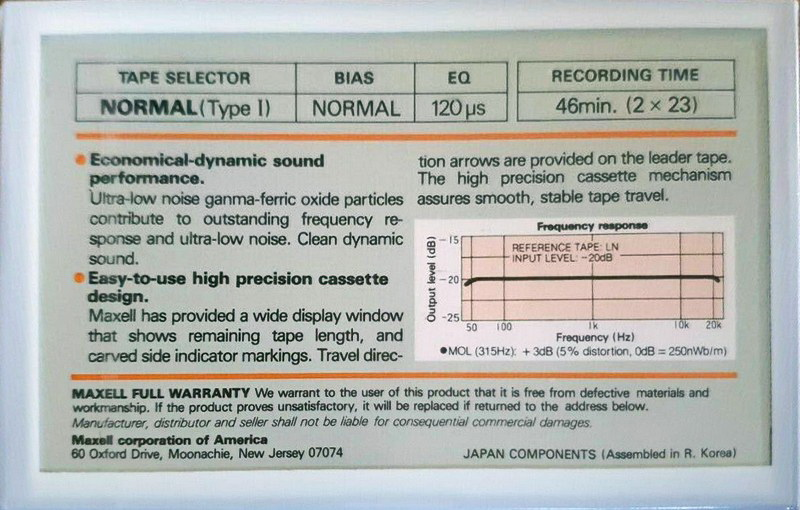 TAPE SELECTOR BIAS EQ RECORDING TIME
NORMAL (Type I) NORMAL 120 µs 46min. (2 × 23)
● Economical-dynamic sound
performance.
Ultra-low noise ganma-ferric oxide particles
contribute to outstanding frequency re-
sponse and ultra-low noise. Clean dynamic
sound.
● Easy-to-use high precision cassette
design.
Maxell has provided a wide display window
that shows remaining tape length, and
carved side indicator markings. Travel direc-
tion arrows are provided on the leader tape.
The high precision cassette mechanism
assures smooth, stable tape travel.
Frequency response
Output level (dB)
-15
-20
-25
REFERENCE TAPE: LN
INPUT LEVEL: -20dB
50 100 1k 10k 20k
Frequency (Hz)
●MOL (315Hz): + 3dB (5% distortion, 0dB = 250nWb/m)
MAXELL FULL WARRANTY We warrant to the user of this product that it is free from defective materials and
workmanship. If the product proves unsatisfactory, it will be replaced if returned to the address below.
Manufacturer, distributor and seller shall not be liable for consequential commercial damages.
Maxell corporation of America
60 Oxford Drive, Moonachie, New Jersey 07074 JAPAN COMPONENTS (Assembled in R. Korea)